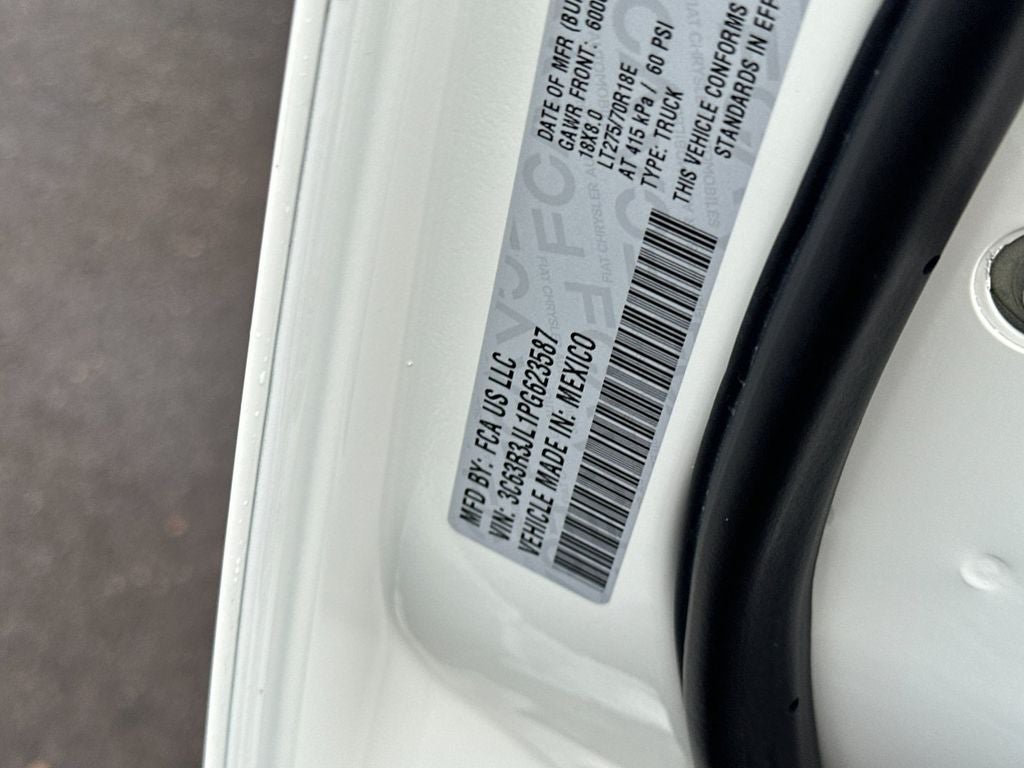 MFD BY: FCA US LLC
VIN: 3C63R3JL1PG623587
VEHICLE MADE IN: MEXICO
DATE OF MFR
GAWR FRONT:
18X8.0
LT275/70R18E
AT 415 kPa / 60 PSI
TYPE: TRUCK
THIS VEHICLE CONFORMS
STANDARDS IN